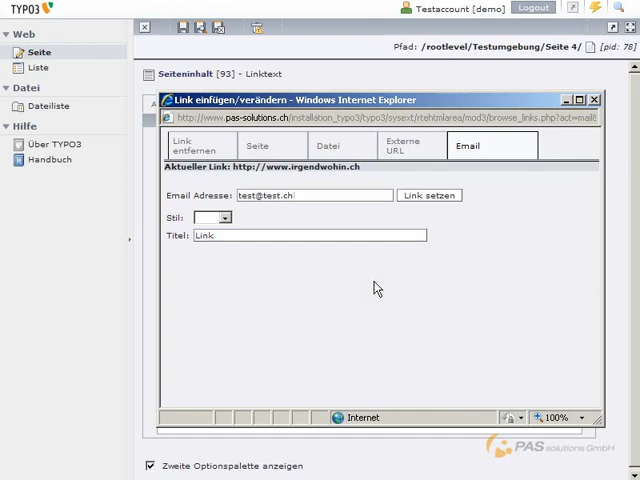 TYPO3
Testaccount [demo]
Logout
Web
Seite
Liste
Datei
Dateiliste
Hilfe
Über TYPO3
Handbuch
Pfad: /rootlevel/Testumgebung/Seite 4/ [pid: 78]
Seiteninhalt [93] - Linktext
Link einfügen/verändern - Windows Internet Explorer
http://www.pas-solutions.ch/installation_typo3/typo3/sysext/rtehtmlarea/mod3/browse_links.php?act=mail&
Link entfernen
Seite
Datei
Externe URL
Email
Aktueller Link: http://www.irgendwohin.ch
Email Adresse: test@test.ch
Link setzen
Stil:
Titel: Link
Internet
100%
PAS solutions GmbH
Zweite Optionspalette anzeigen